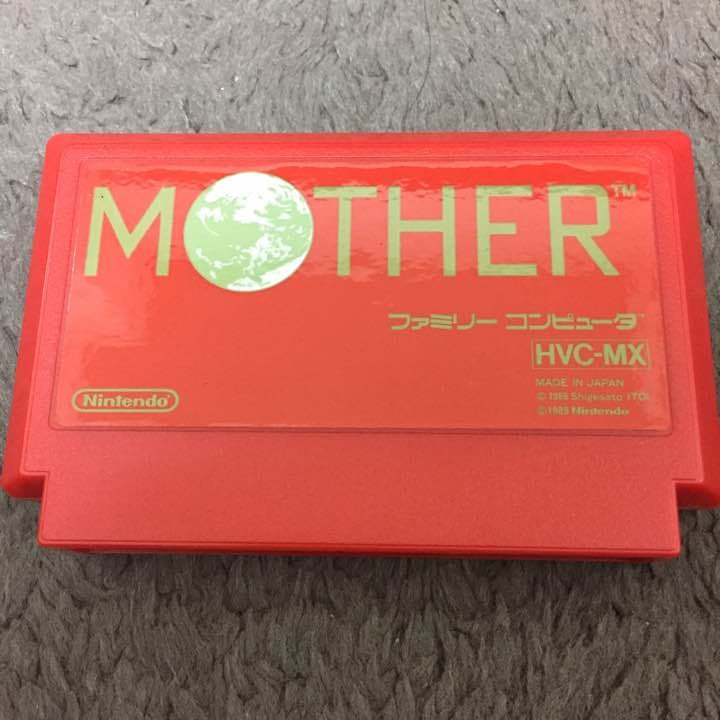 MOTHER™
ファミリー コンピュータ™
HVC-MX
MADE IN JAPAN
© 1989 Shigesato ITOI
© 1989 Nintendo
Nintendo